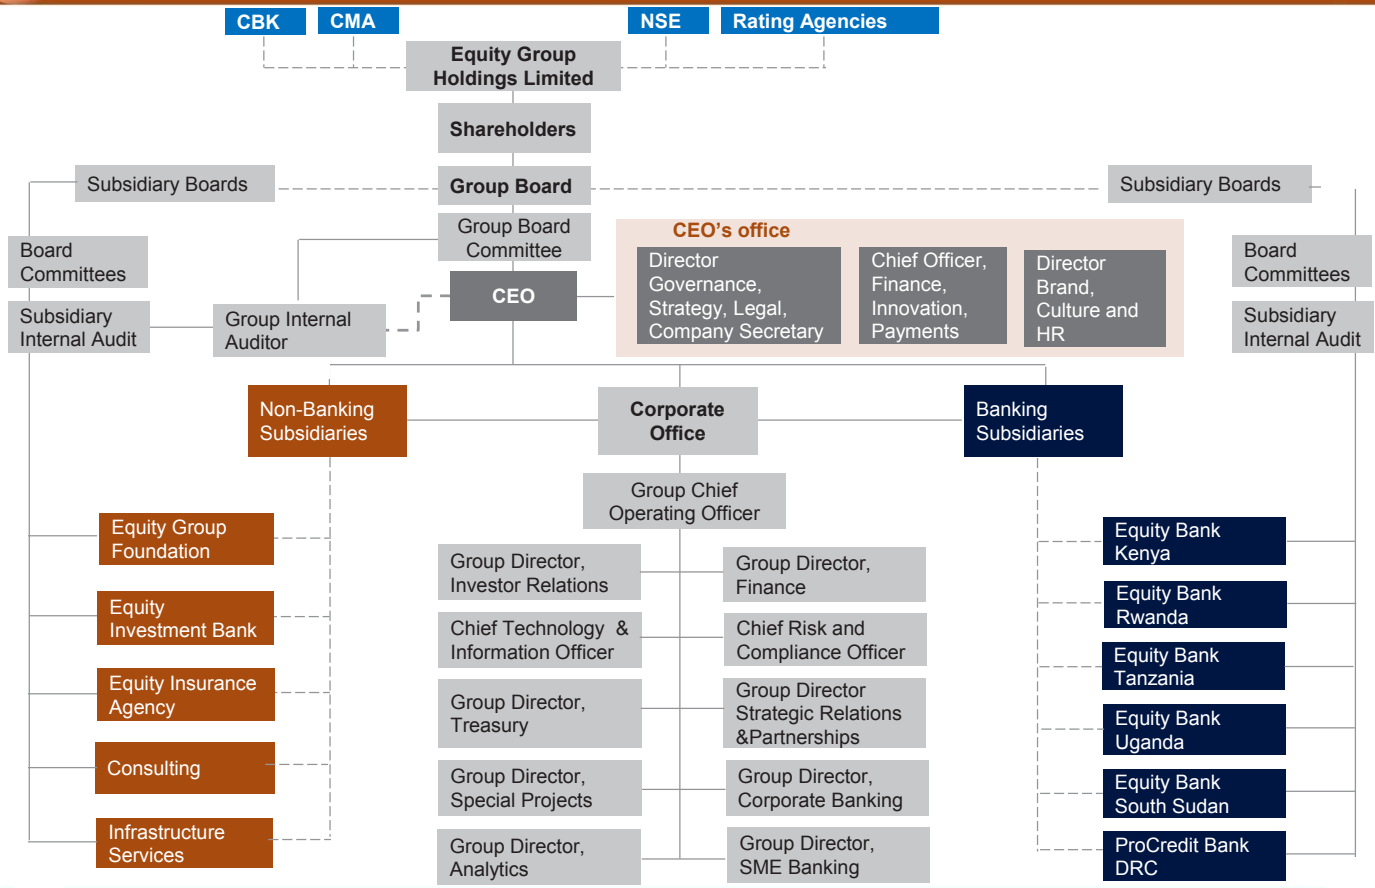 CBK
CMA
NSE
Rating Agencies
Equity Group
Holdings Limited
Shareholders
Subsidiary Boards
Group Board
Subsidiary Boards
Group Board
Committee
CEO's office
Board
Committees
Director
Governance,
Strategy, Legal,
Company Secretary
Chief Officer,
Finance,
Innovation,
Payments
Director
Brand,
Culture and
HR
Board
Committees
CEO
Subsidiary
Internal Audit
Group Internal
Auditor
Subsidiary
Internal Audit
Non-Banking
Subsidiaries
Corporate
Office
Banking
Subsidiaries
Group Chief
Operating Officer
Equity Group
Foundation
Equity
Investment Bank
Equity Insurance
Agency
Consulting
Infrastructure
Services
Group Director,
Investor Relations
Group Director,
Finance
Chief Technology &
Information Officer
Chief Risk and
Compliance Officer
Group Director,
Treasury
Group Director
Strategic Relations
&Partnerships
Group Director,
Special Projects
Group Director,
Corporate Banking
Group Director,
Analytics
Group Director,
SME Banking
Equity Bank
Kenya
Equity Bank
Rwanda
Equity Bank
Tanzania
Equity Bank
Uganda
Equity Bank
South Sudan
ProCredit Bank
DRC